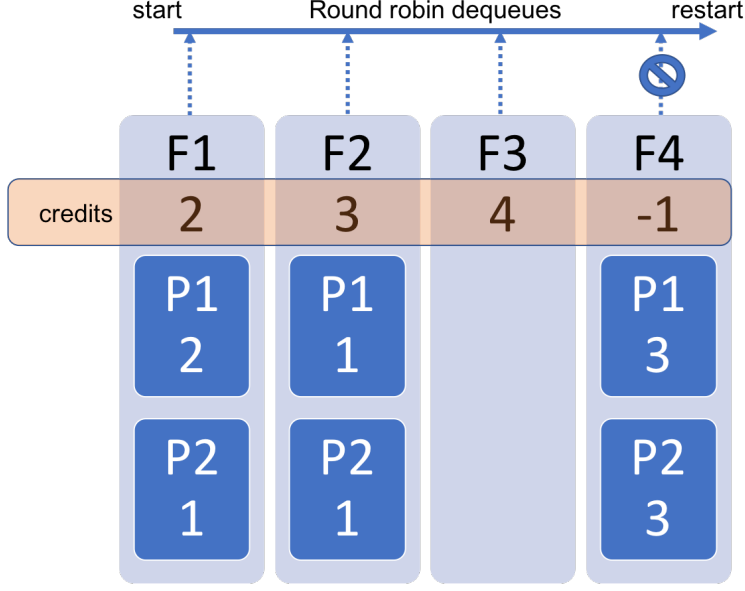 start Round robin dequeues restart
F1 F2 F3 F4
credits 2 3 4 -1
P1 P1 P1
2 1 3
P2 P2 P2
1 1 3